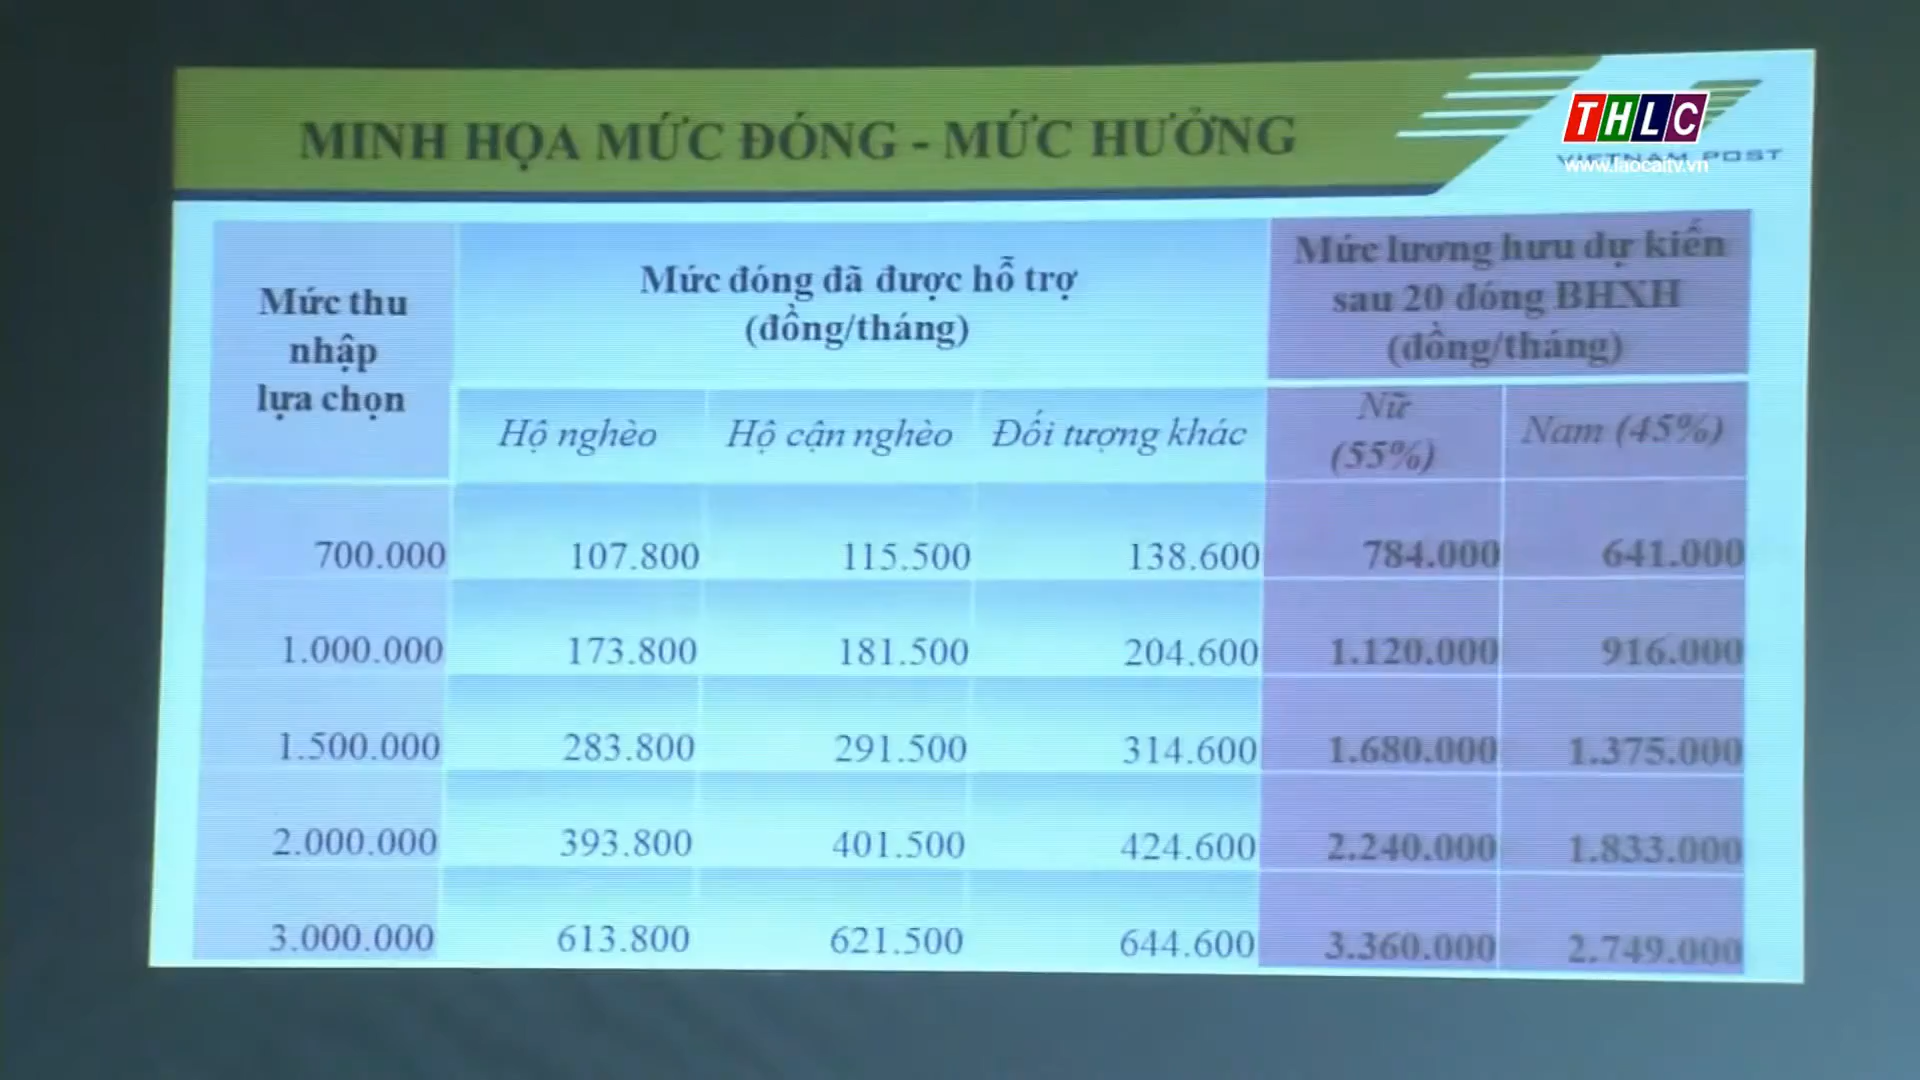 MINH HỌA MỨC ĐÓNG - MỨC HƯỞNG
THLC
VIETNAM POST
www.laocaitv.vn
Mức thu
nhập
lựa chọn
Mức đóng đã được hỗ trợ
(đồng/tháng)
Mức lương hưu dự kiến
sau 20 đóng BHXH
(đồng/tháng)
Hộ nghèo Hộ cận nghèo Đối tượng khác
Nữ
(55%)
Nam (45%)
700.000 107.800 115.500 138.600 784.000 641.000
1.000.000 173.800 181.500 204.600 1.120.000 916.000
1.500.000 283.800 291.500 314.600 1.680.000 1.375.000
2.000.000 393.800 401.500 424.600 2.240.000 1.833.000
3.000.000 613.800 621.500 644.600 3.360.000 2.749.000